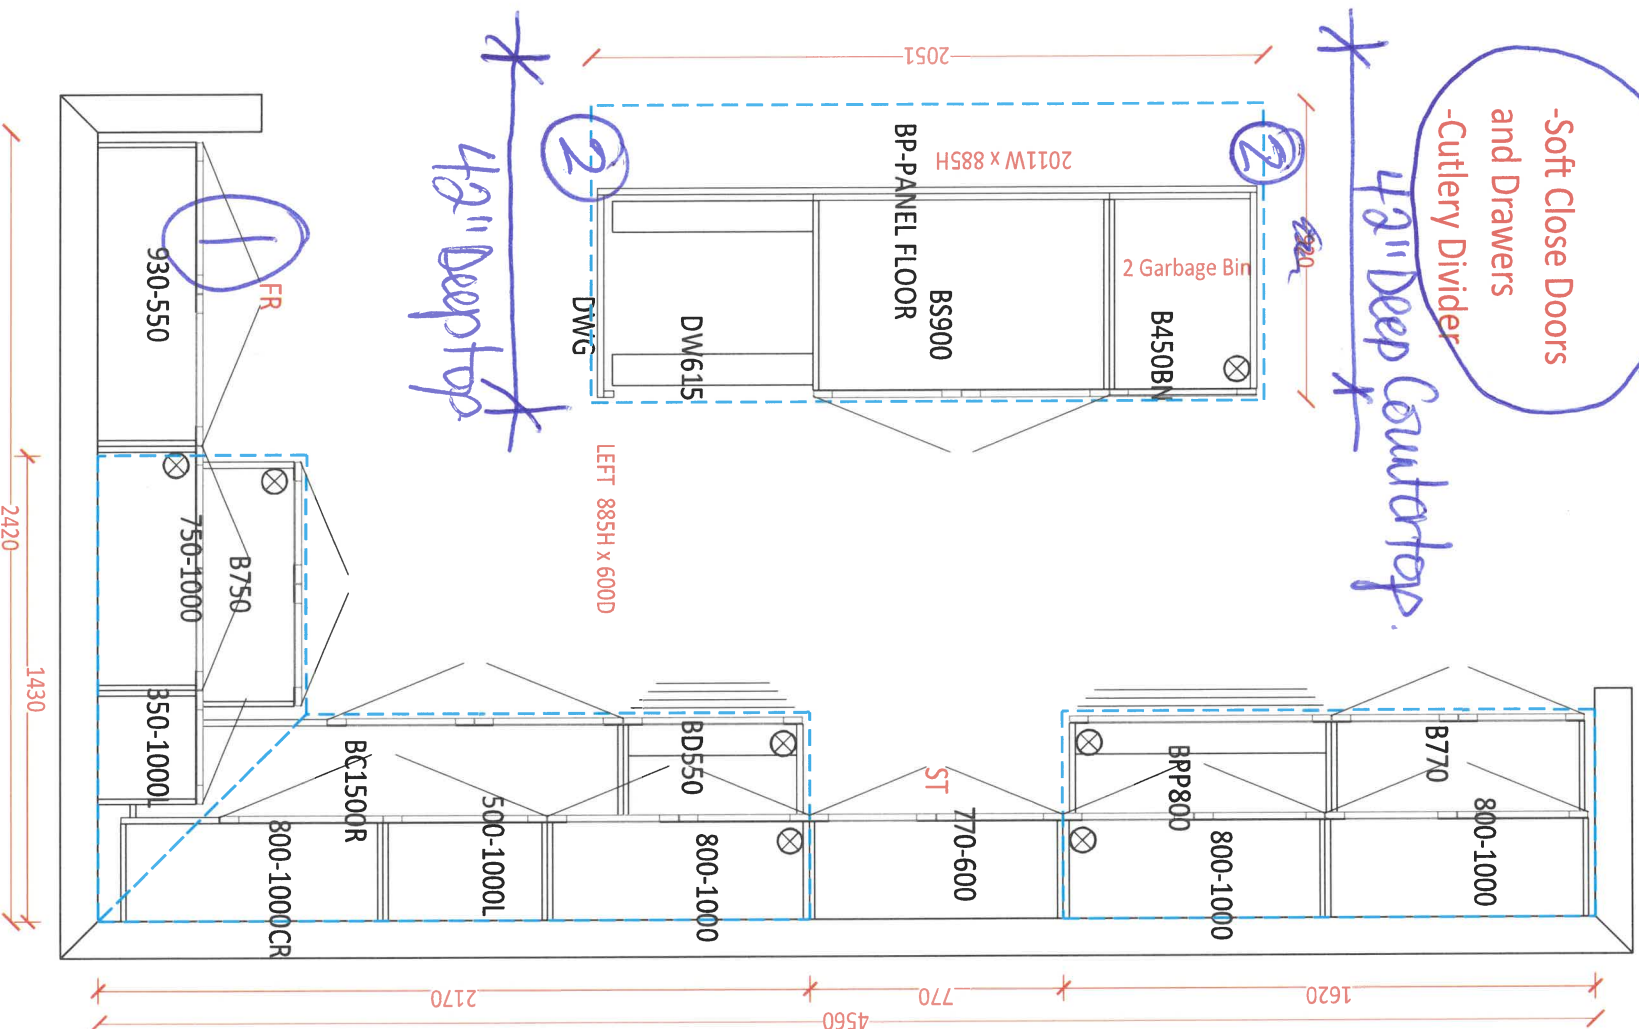 -Soft Close Doors
and Drawers
-Cutlery Divider
42" Deep Countertop.
2051
2
2
BP-PANEL FLOOR
2011W x 885H
2 Garbage Bin
B450BN
BS900
DW615
DWG
42" Deep top
LEFT 885H x 600D
1
FR
930-550
750-1000
B750
350-1000L
2420
1430
BC1500R
BD550
ST
BPP800
B770
800-1000CR
500-1000L
800-1000
770-600
800-1000
800-1000
2170
770
1620
4560